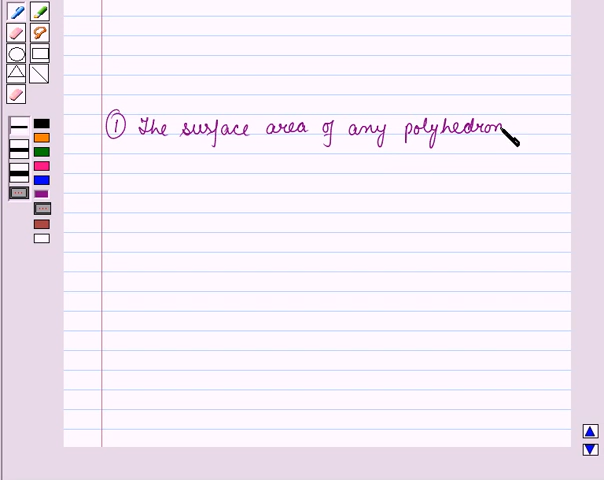 ① The surface area of any polyhedron